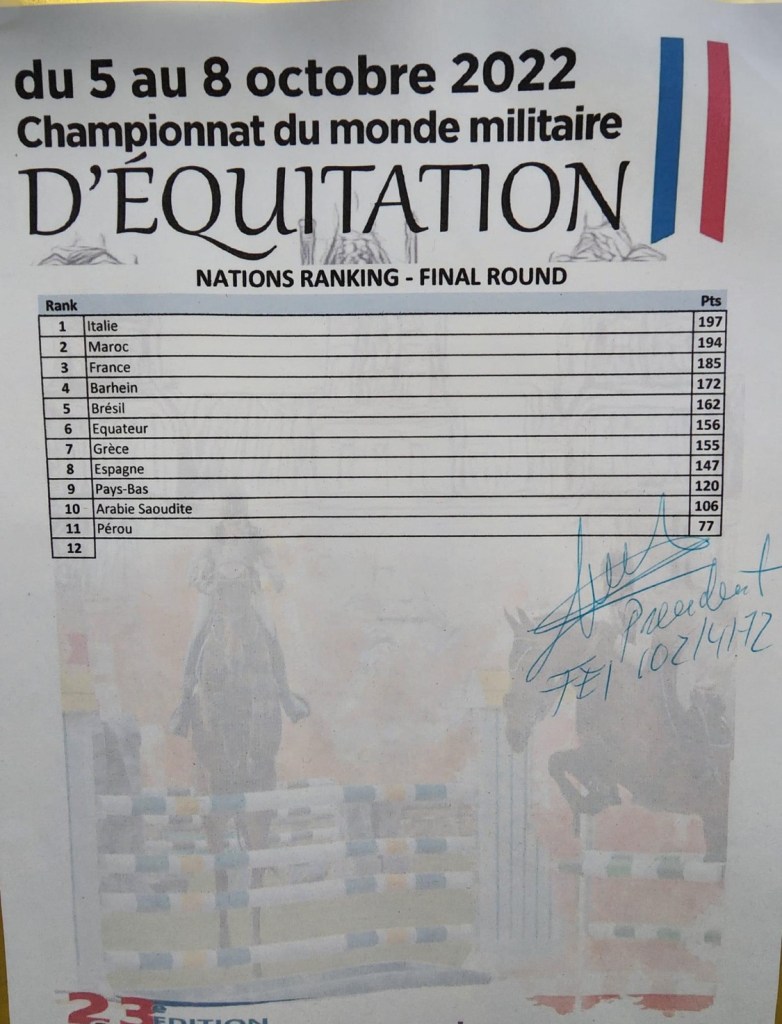 du 5 au 8 octobre 2022
Championnat du monde militaire
D'ÉQUITATION
NATIONS RANKING - FINAL ROUND
Rank Pts
1 Italie 197
2 Maroc 194
3 France 185
4 Barhein 172
5 Brésil 162
6 Equateur 156
7 Grèce 155
8 Espagne 147
9 Pays-Bas 120
10 Arabie Saoudite 106
11 Pérou 77
12
President
FEI
23e
EDITION